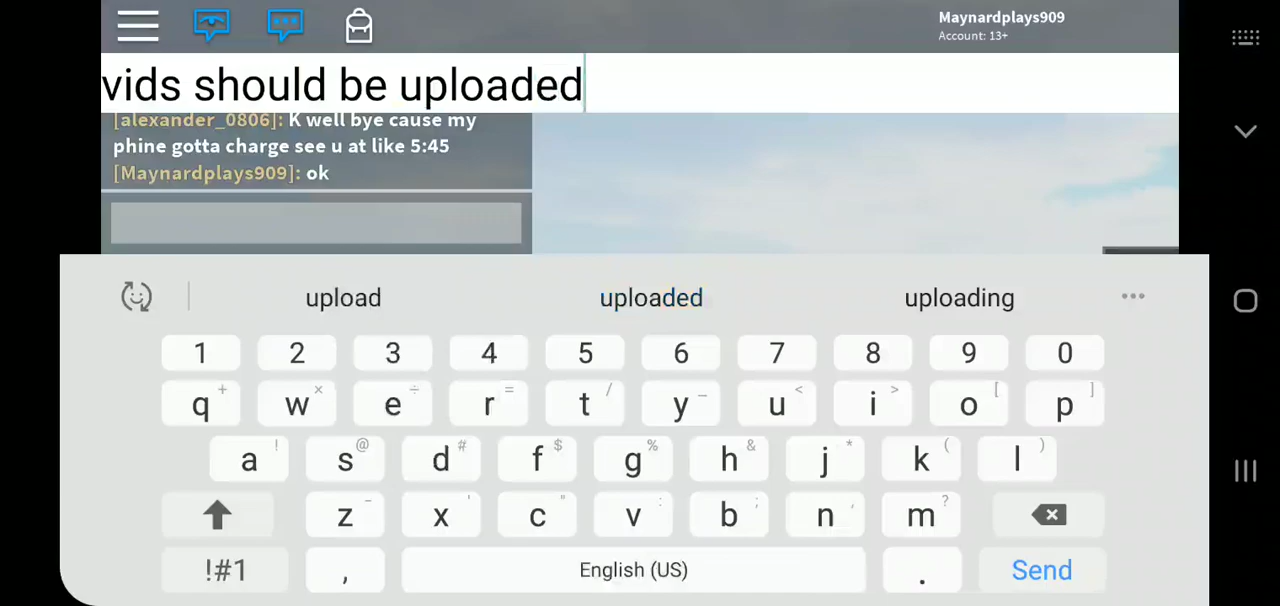 Maynardplays909
Account: 13+
vids should be uploaded
[alexander_0806]: K well bye cause my
phine gotta charge see u at like 5:45
[Maynardplays909]: ok
upload uploaded uploading
1 2 3 4 5 6 7 8 9 0
q + w × e ÷ r = t / y _ u < i > o [ p ]
a ! s @ d # f $ g % h & j * k ( l )
z - x ' c " v : b ; n , m ?
!#1 , English (US) . Send